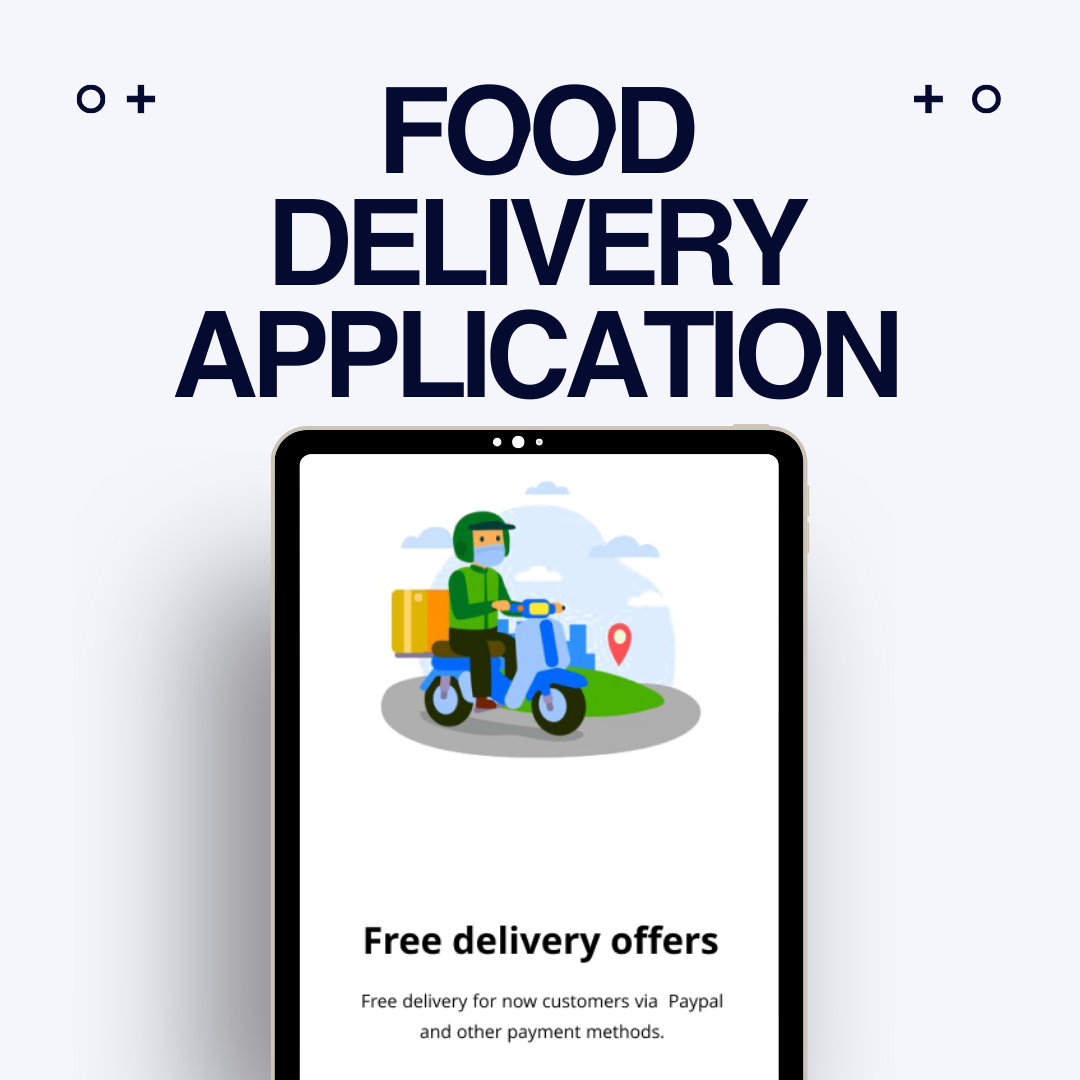 FOOD
DELIVERY
APPLICATION
Free delivery offers
Free delivery for now customers via  Paypal
and other payment methods.